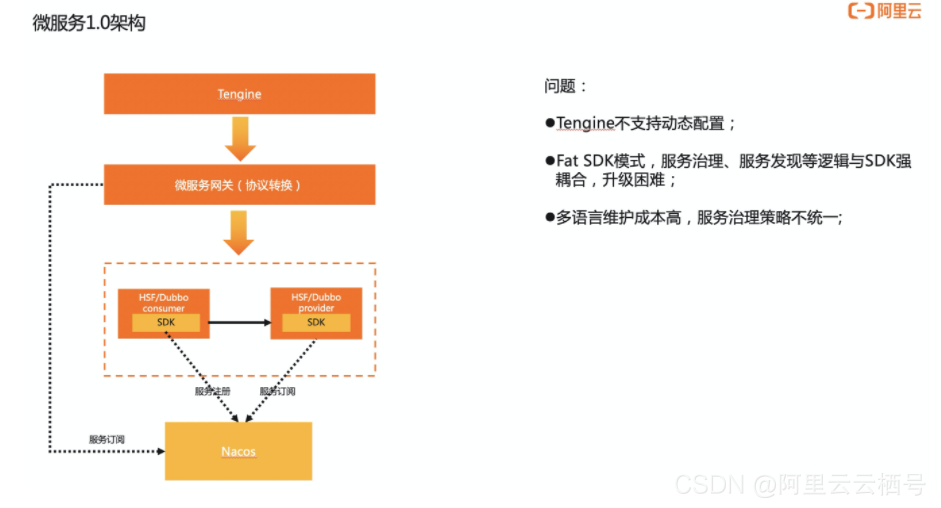 微服务1.0架构
阿里云
Tengine
微服务网关（协议转换）
HSF/Dubbo
consumer
SDK
HSF/Dubbo
provider
SDK
服务注册
服务订阅
服务订阅
Nacos
问题：
●Tengine不支持动态配置；
●Fat SDK模式，服务治理、服务发现等逻辑与SDK强
耦合，升级困难；
●多语言维护成本高，服务治理策略不统一;
CSDN @阿里云云栖号